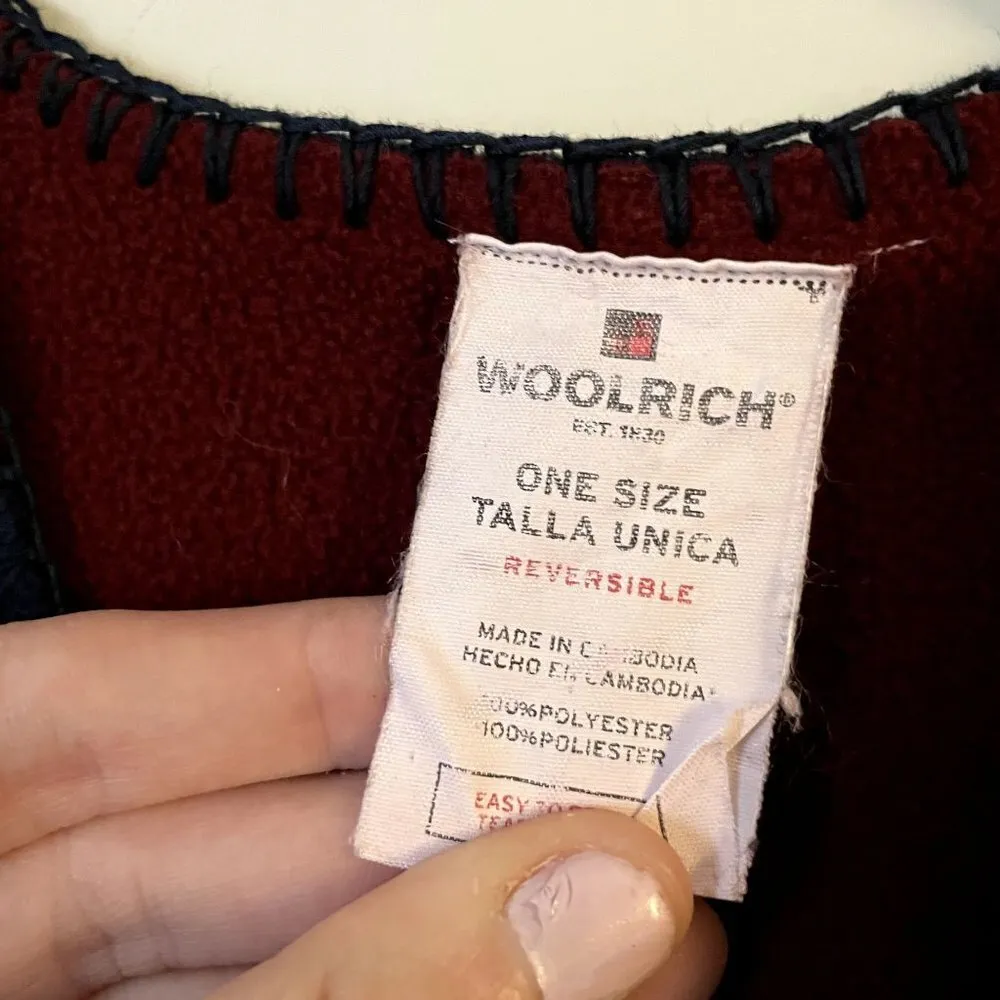 WOOLRICH®
EST. 1830
ONE SIZE
TALLA UNICA
REVERSIBLE
MADE IN CAMBODIA
HECHO EN CAMBODIA
100%POLYESTER
100%POLIESTER
EASY TO